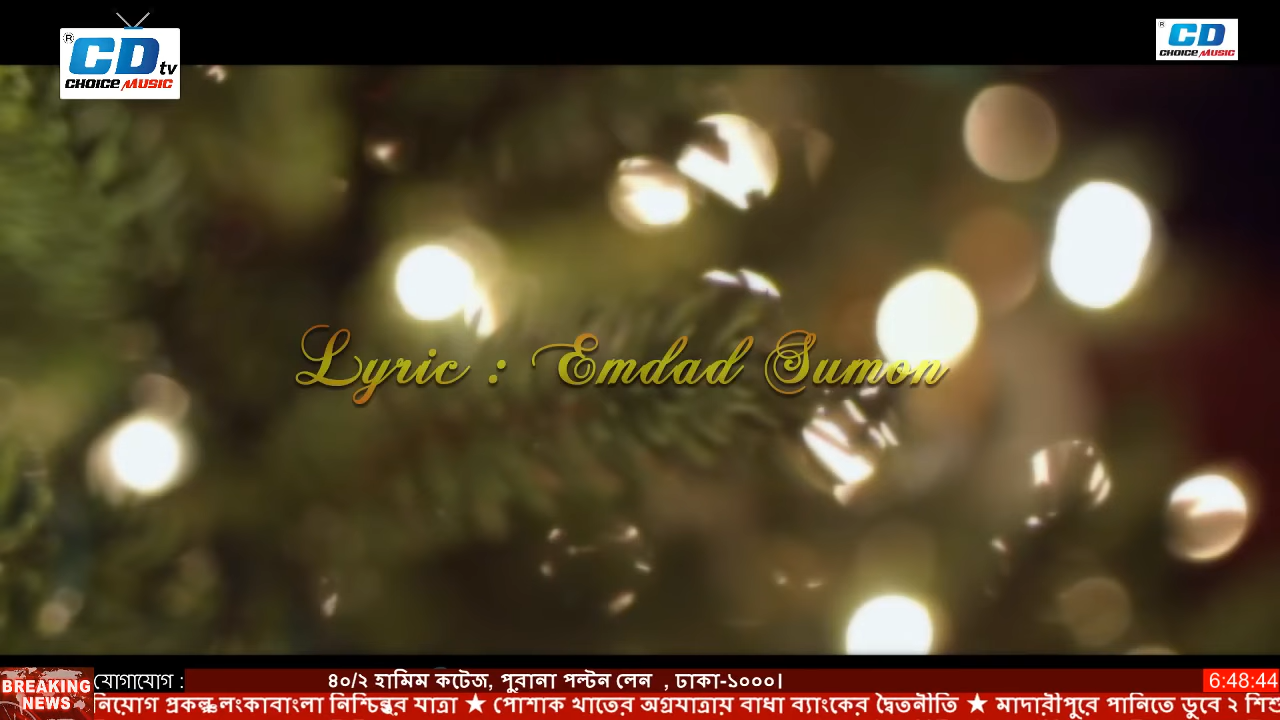 CD tv
CHOICE MUSIC
CD
CHOICE MUSIC
Lyric : Emdad Sumon
BREAKING NEWS
যোগাযোগ : ৪০/২ হামিম কটেজ, পুরানা পল্টন লেন , ঢাকা-১০০০।
6:48:44
নিয়োগ প্রকল্প লংকাবাংলা নিশ্চিন্তুর যাত্রা ★ পোশাক খাতের অগ্রযাত্রায় বাধা ব্যাংকের দ্বৈতনীতি ★ মাদারীপুরে পানিতে ডুবে ২ শিশু